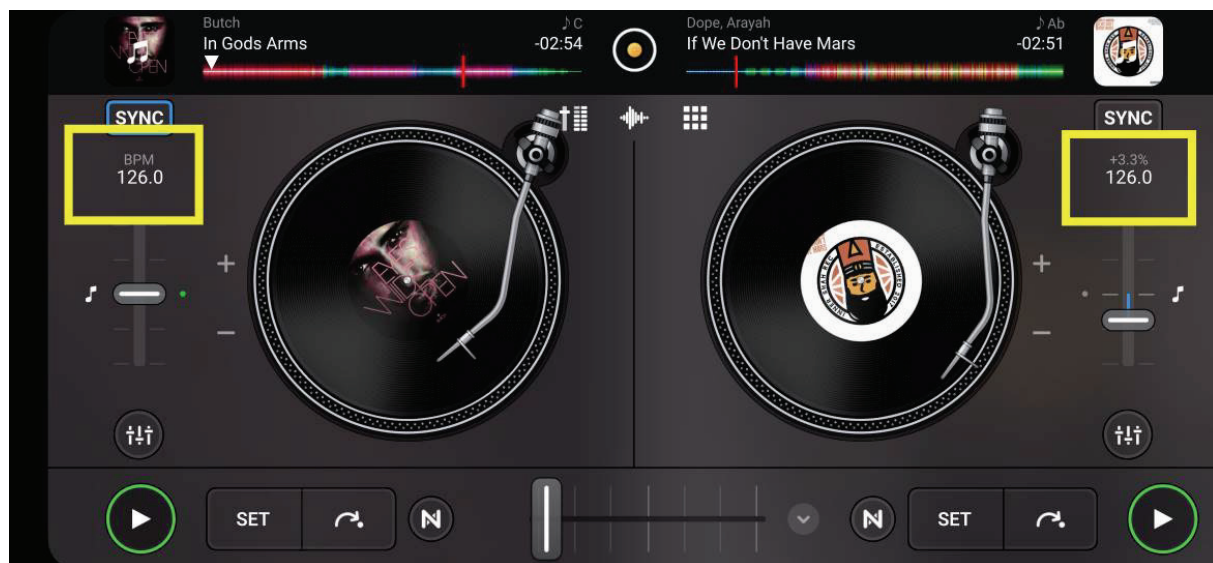 Butch
♪ C
In Gods Arms
-02:54
Dope, Arayah
♪ Ab
If We Don't Have Mars
-02:51
SYNC
SYNC
BPM
126.0
+3.3%
126.0
+
+
−
−
SET
N
N
SET